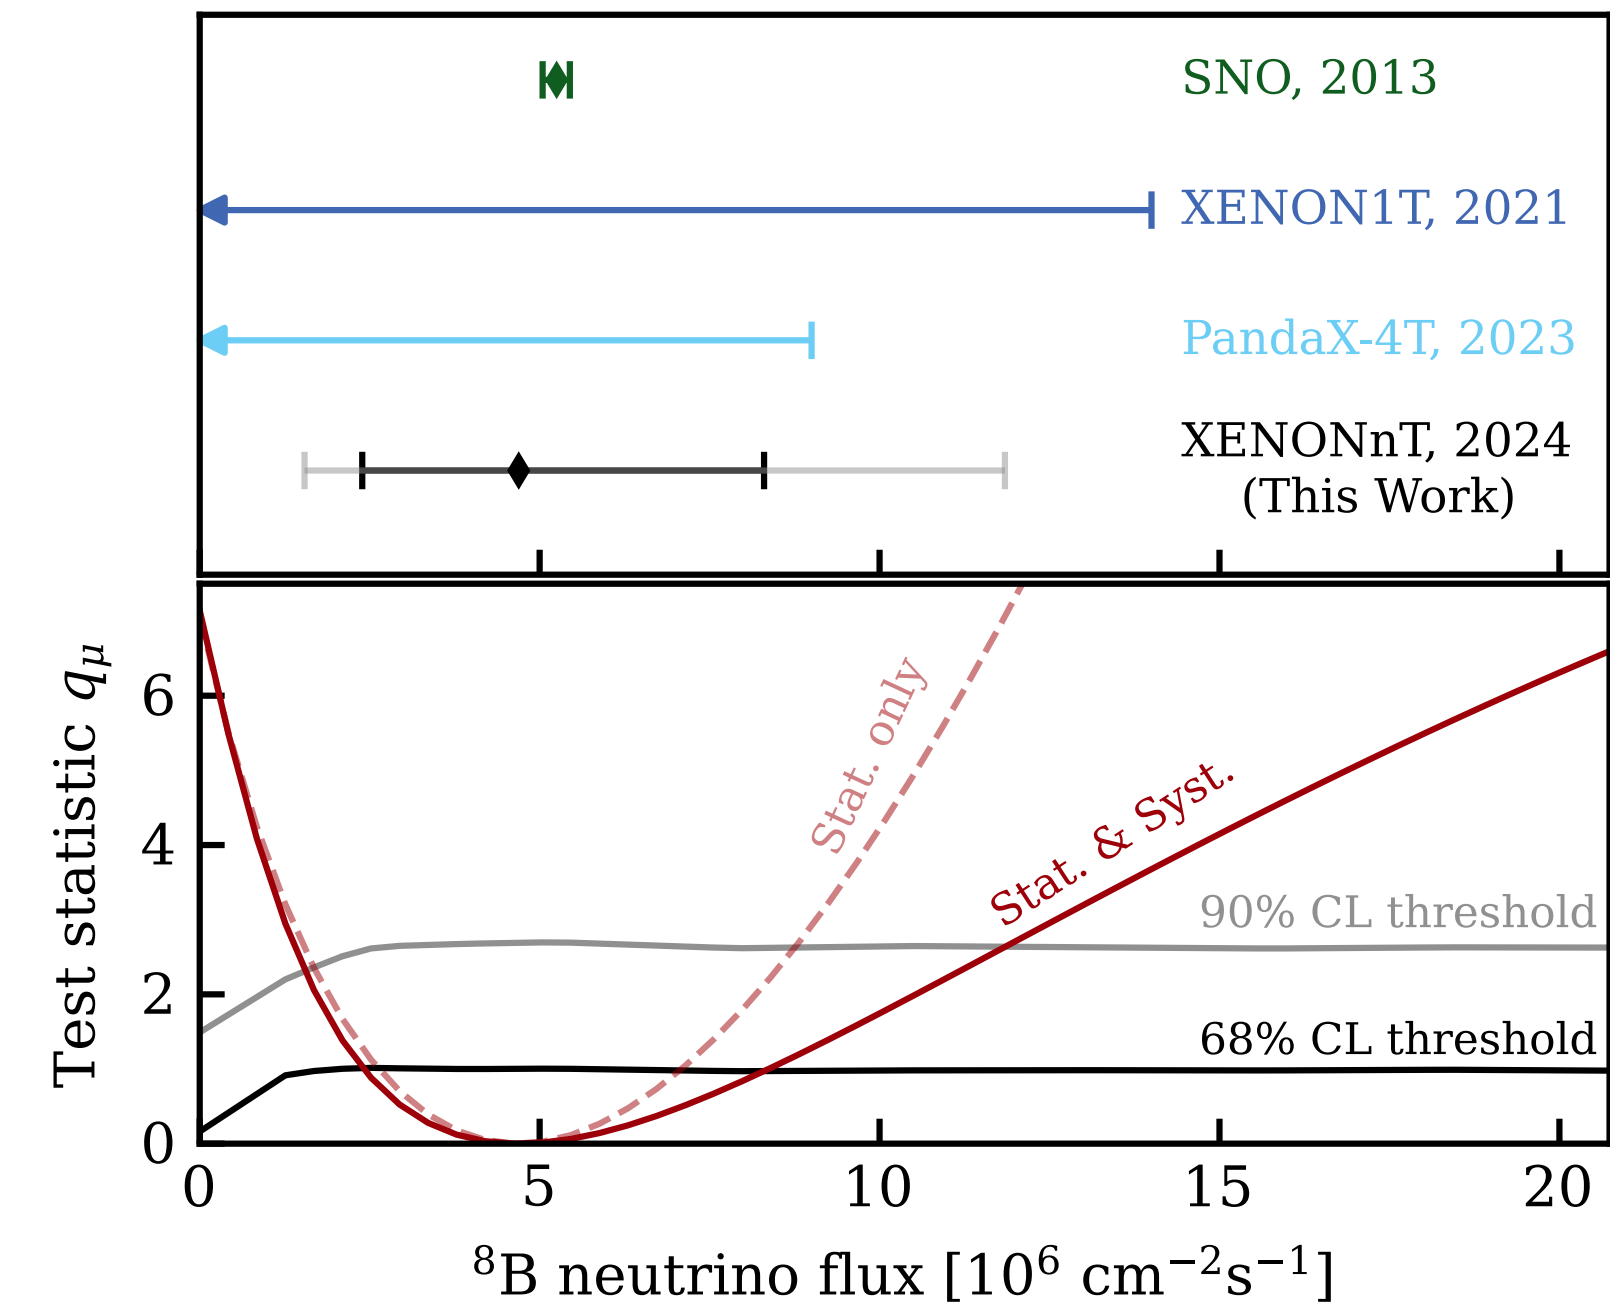 SNO, 2013
XENON1T, 2021
PandaX-4T, 2023
XENONnT, 2024
(This Work)
Test statistic qμ
6
4
2
0
Stat. only
Stat. & Syst.
90% CL threshold
68% CL threshold
0 5 10 15 20
⁸B neutrino flux [10⁶ cm⁻²s⁻¹]